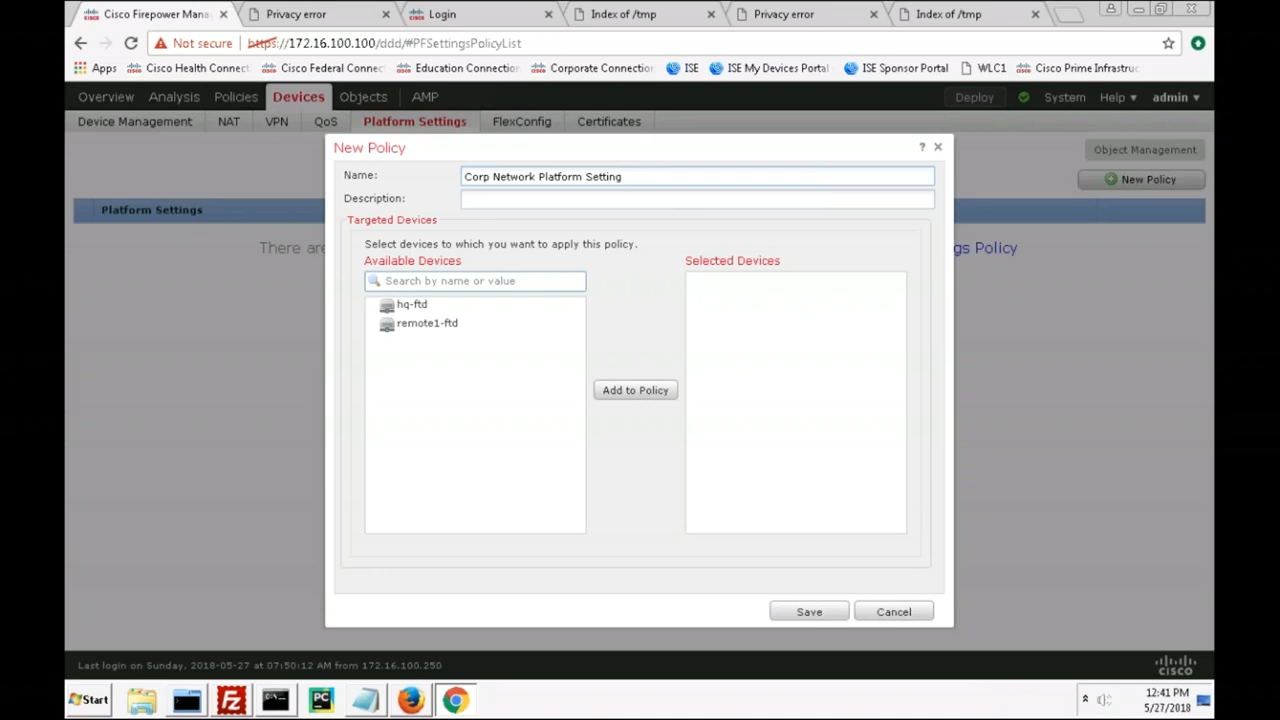 Cisco Firepower Mana
Privacy error
Login
Index of /tmp
Privacy error
Index of /tmp
Not secure
https://172.16.100.100/ddd/#PFSettingsPolicyList
Apps
Cisco Health Connect
Cisco Federal Connec
Education Connection
Corporate Connection
ISE
ISE My Devices Portal
ISE Sponsor Portal
WLC1
Cisco Prime Infrastruc
Overview
Analysis
Policies
Devices
Objects
AMP
Deploy
System
Help
admin
Device Management
NAT
VPN
QoS
Platform Settings
FlexConfig
Certificates
New Policy
?
Object Management
New Policy
Name:
Corp Network Platform Setting
Description:
Platform Settings
Targeted Devices
There are
gs Policy
Select devices to which you want to apply this policy.
Available Devices
Selected Devices
Search by name or value
hq-ftd
remote1-ftd
Add to Policy
Save
Cancel
Last login on Sunday, 2018-05-27 at 07:50:12 AM from 172.16.100.250
CISCO
Start
FZ
PC
12:41 PM
5/27/2018